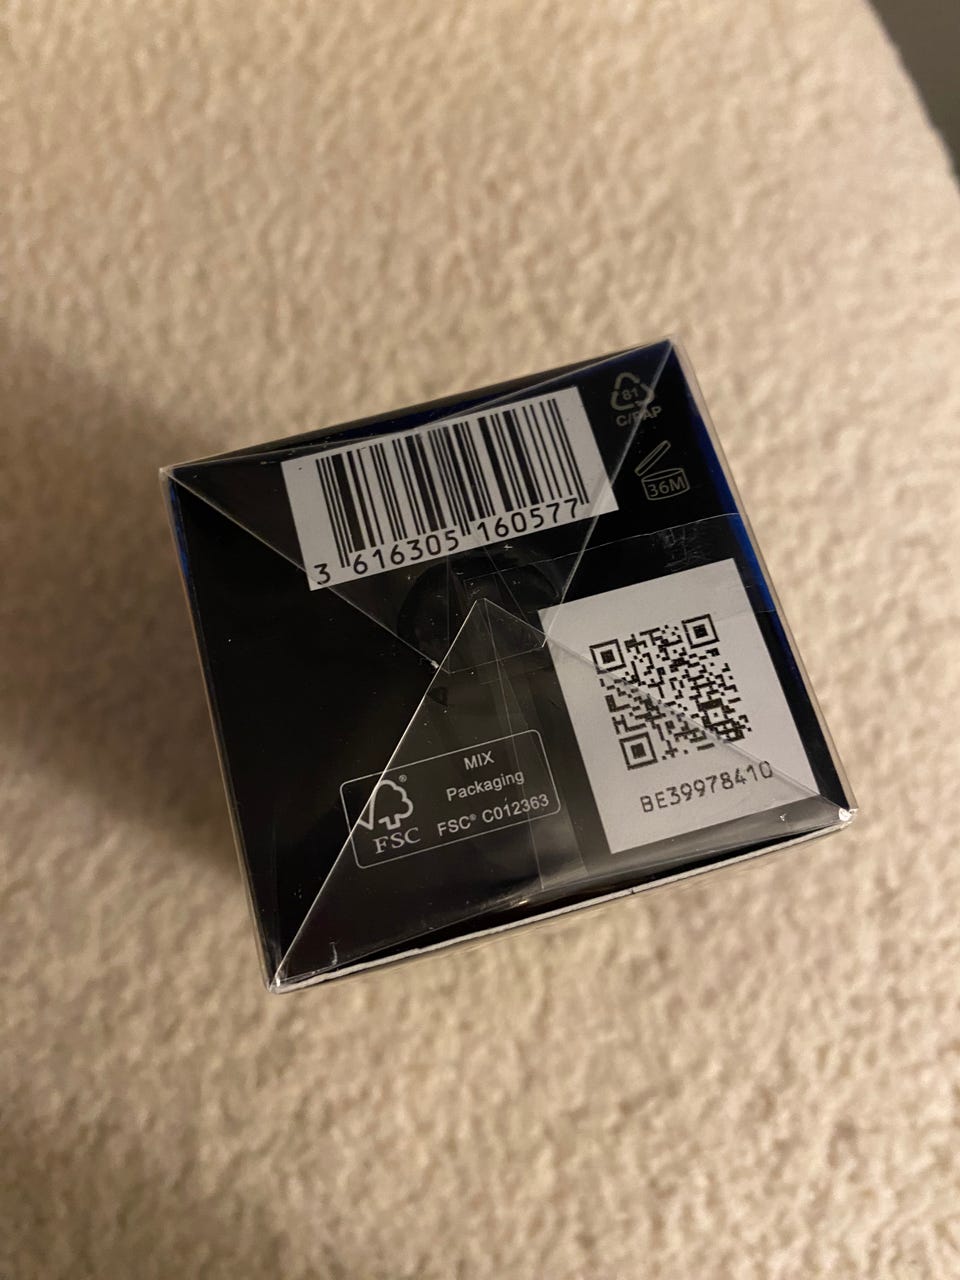 81
C/PAP
36M
3 616305 160577
MIX
Packaging
FSC® C012363
® FSC
BE39978410